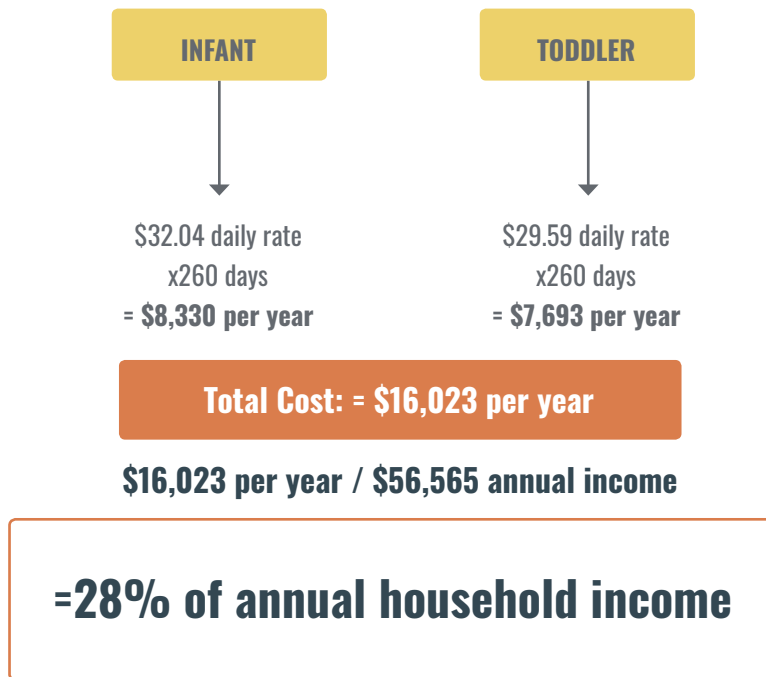 INFANT
TODDLER
$32.04 daily rate
x260 days
= $8,330 per year
$29.59 daily rate
x260 days
= $7,693 per year
Total Cost: = $16,023 per year
$16,023 per year / $56,565 annual income
=28% of annual household income